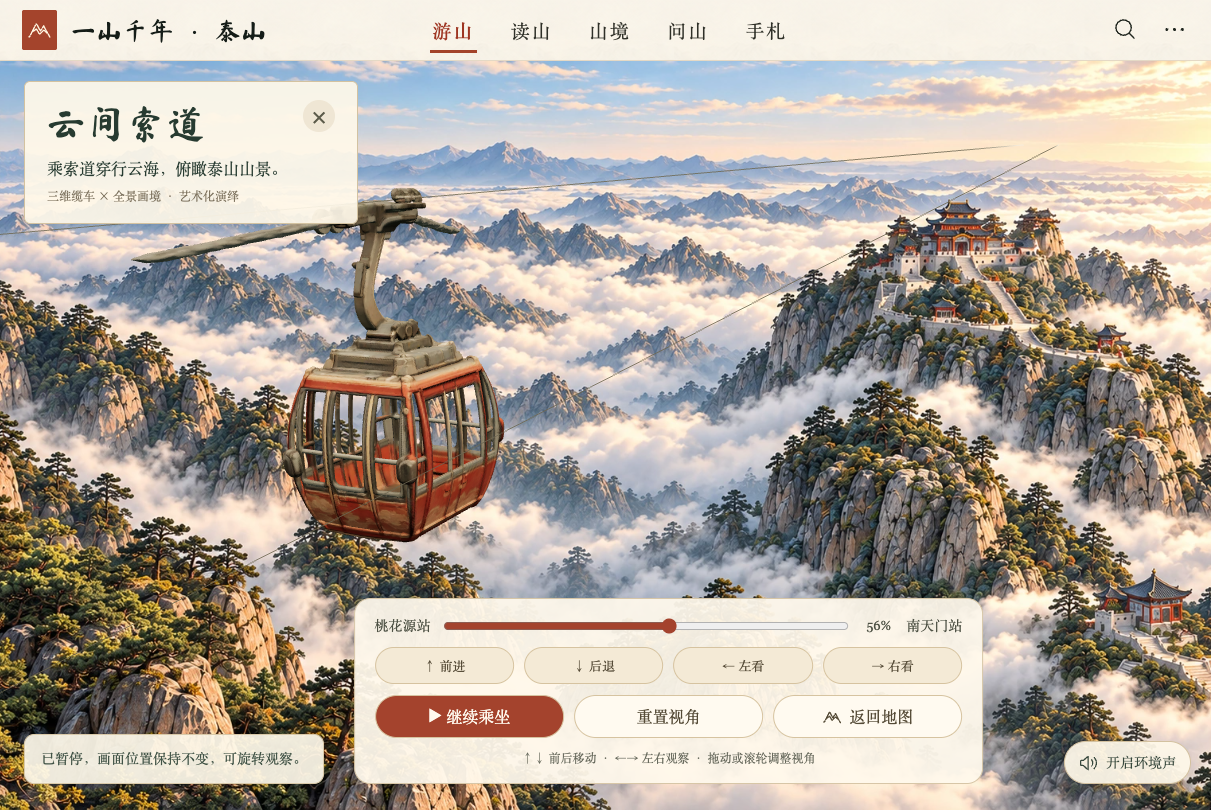 一山千年 · 泰山
游山 读山 山境 问山 手札
云间索道
乘索道穿行云海，俯瞰泰山山景。
三维缆车 × 全景画境 · 艺术化演绎
桃花源站 56% 南天门站
↑ 前进 ↓ 后退 ← 左看 → 右看
继续乘坐 重置视角 返回地图
↑ ↓ 前后移动 · ←→ 左右观察 · 拖动或滚轮调整视角
已暂停，画面位置保持不变，可旋转观察。
开启环境声